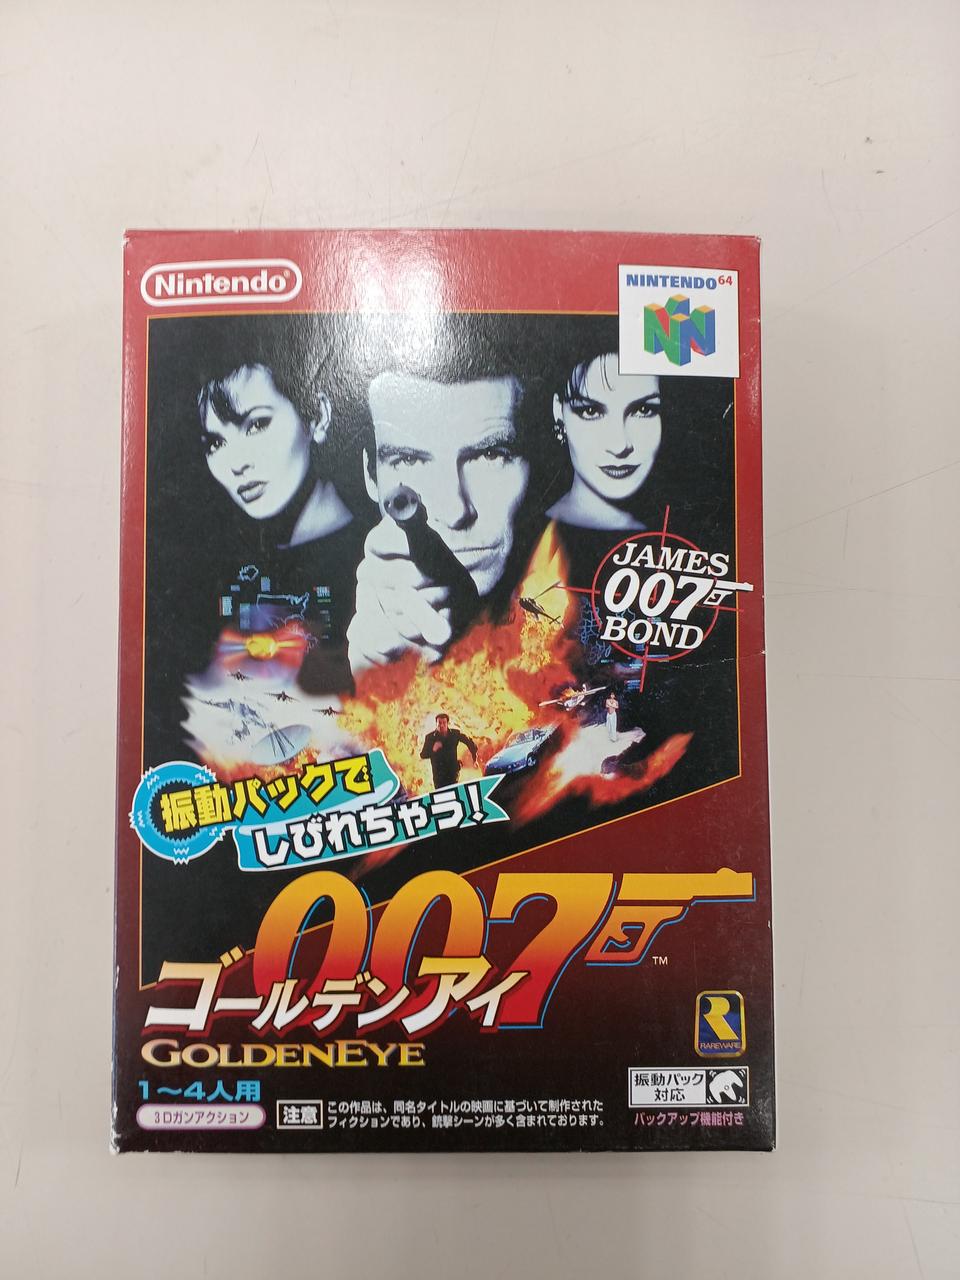 Nintendo®
NINTENDO64
JAMES
007
BOND
振動パックで
しびれちゃう!
007
TM
ゴールデンアイ
GOLDENEYE
RAREWARE
1～4人用
3Dガンアクション
注意
この作品は、同名タイトルの映画に基づいて制作された
フィクションであり、銃撃シーンが多く含まれております。
振動パック
対応
バックアップ機能付き